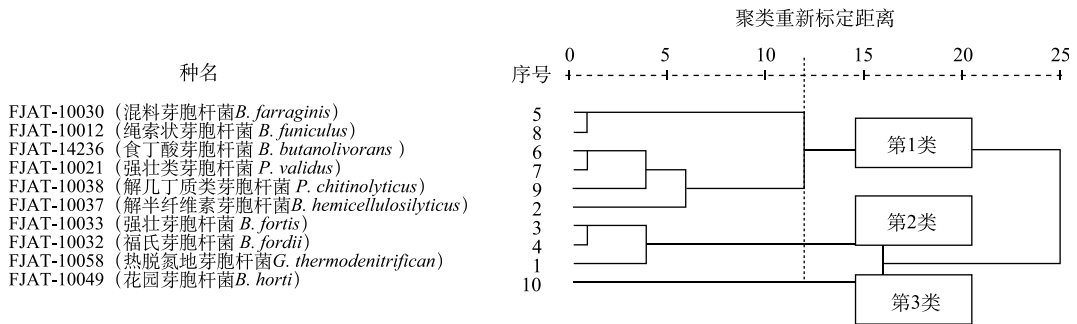 聚类重新标定距离
0 5 10 15 20 25
种名 序号
FJAT-10030（混料芽胞杆菌B. farraginis） 5
FJAT-10012（绳索状芽胞杆菌 B. funiculus） 8
FJAT-14236（食丁酸芽胞杆菌 B. butanolivorans ） 6
FJAT-10021（强壮类芽胞杆菌 P. validus） 7
FJAT-10038（解几丁质类芽胞杆菌 P. chitinolyticus） 9
FJAT-10037（解半纤维素芽胞杆菌B. hemicellulosilyticus） 2
FJAT-10033（强壮芽胞杆菌 B. fortis） 3
FJAT-10032（福氏芽胞杆菌 B. fordii） 4
FJAT-10058（热脱氮地芽胞杆菌G. thermodenitrifican） 1
FJAT-10049（花园芽胞杆菌B. horti） 10
第1类
第2类
第3类